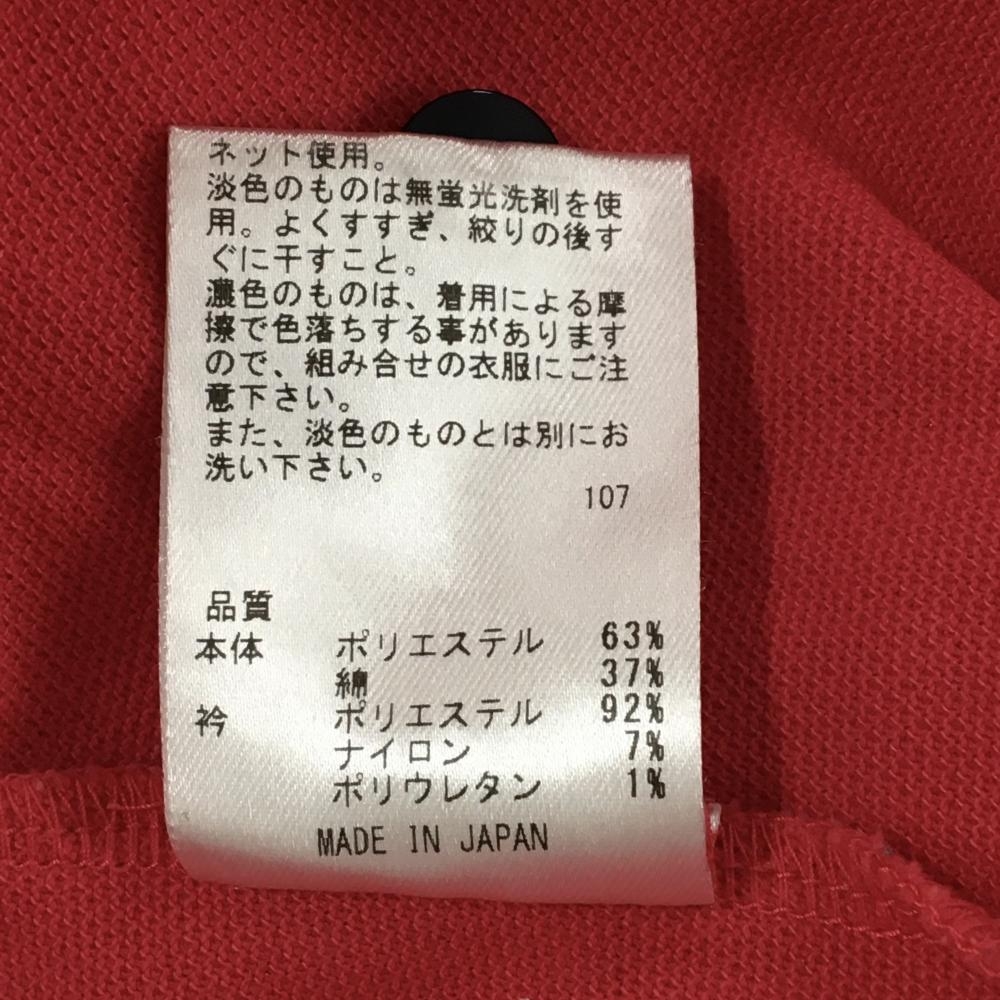 ネット使用。
淡色のものは無蛍光洗剤を使
用。よくすすぎ、絞りの後す
ぐに干すこと。
濃色のものは、着用による摩
擦で色落ちする事があります
ので、組み合せの衣服にご注
意下さい。
また、淡色のものとは別にお
洗い下さい。
107
品質
本体 ポリエステル 63%
綿 37%
衿 ポリエステル 92%
ナイロン 7%
ポリウレタン 1%
MADE IN JAPAN